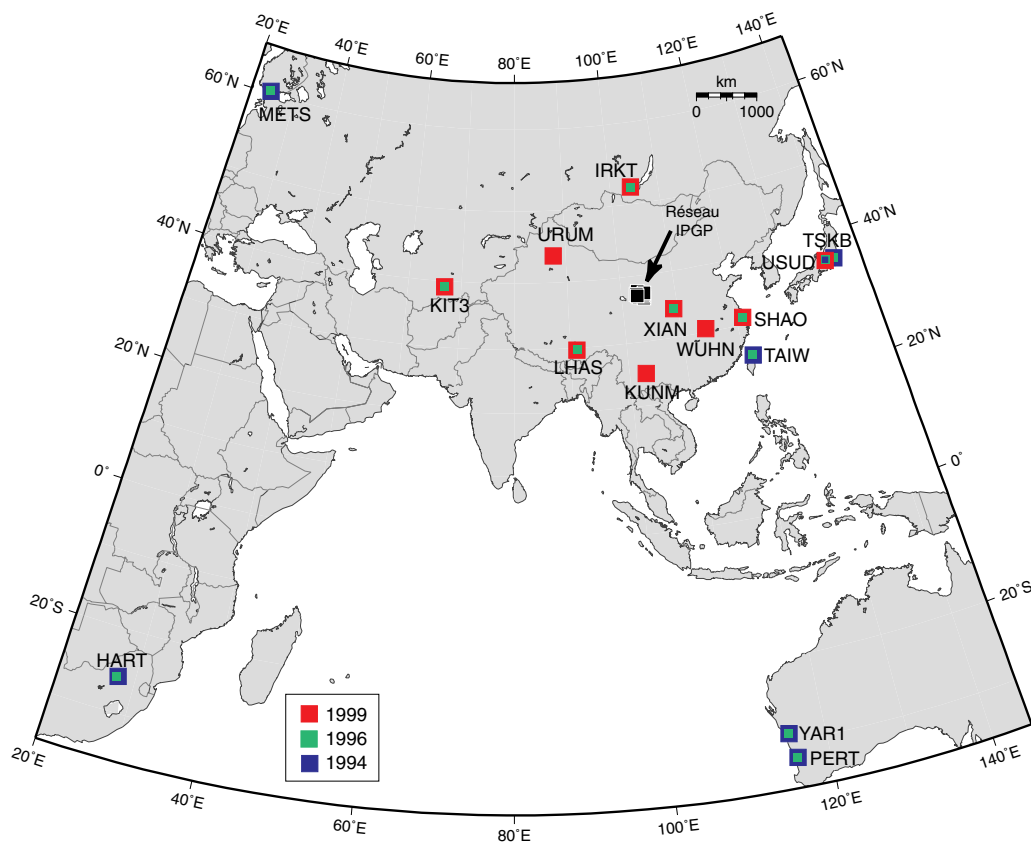 20˚E
40˚E
60˚E
80˚E
100˚E
120˚E
140˚E
60˚N
60˚N
km
0
1000
METS
IRKT
Réseau
IPGP
40˚N
40˚N
URUM
TSKB
USUD
KIT3
XIAN
SHAO
WUHN
LHAS
TAIW
KUNM
20˚N
20˚N
0˚
0˚
20˚S
20˚S
HART
1999
1996
1994
YAR1
PERT
20˚E
40˚E
60˚E
80˚E
100˚E
120˚E
140˚E